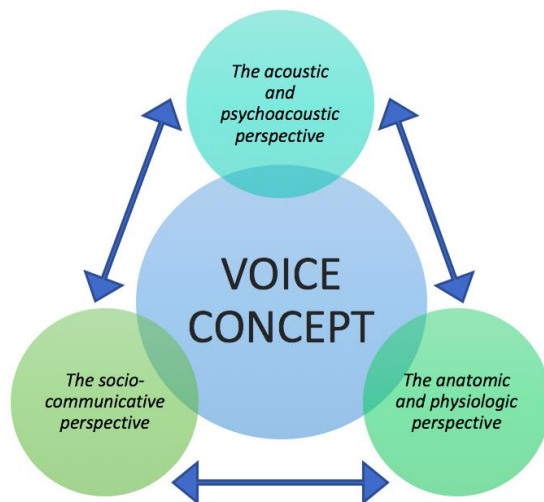 The acoustic
and
psychoacoustic
perspective
VOICE
CONCEPT
The socio-
communicative
perspective
The anatomic
and physiologic
perspective